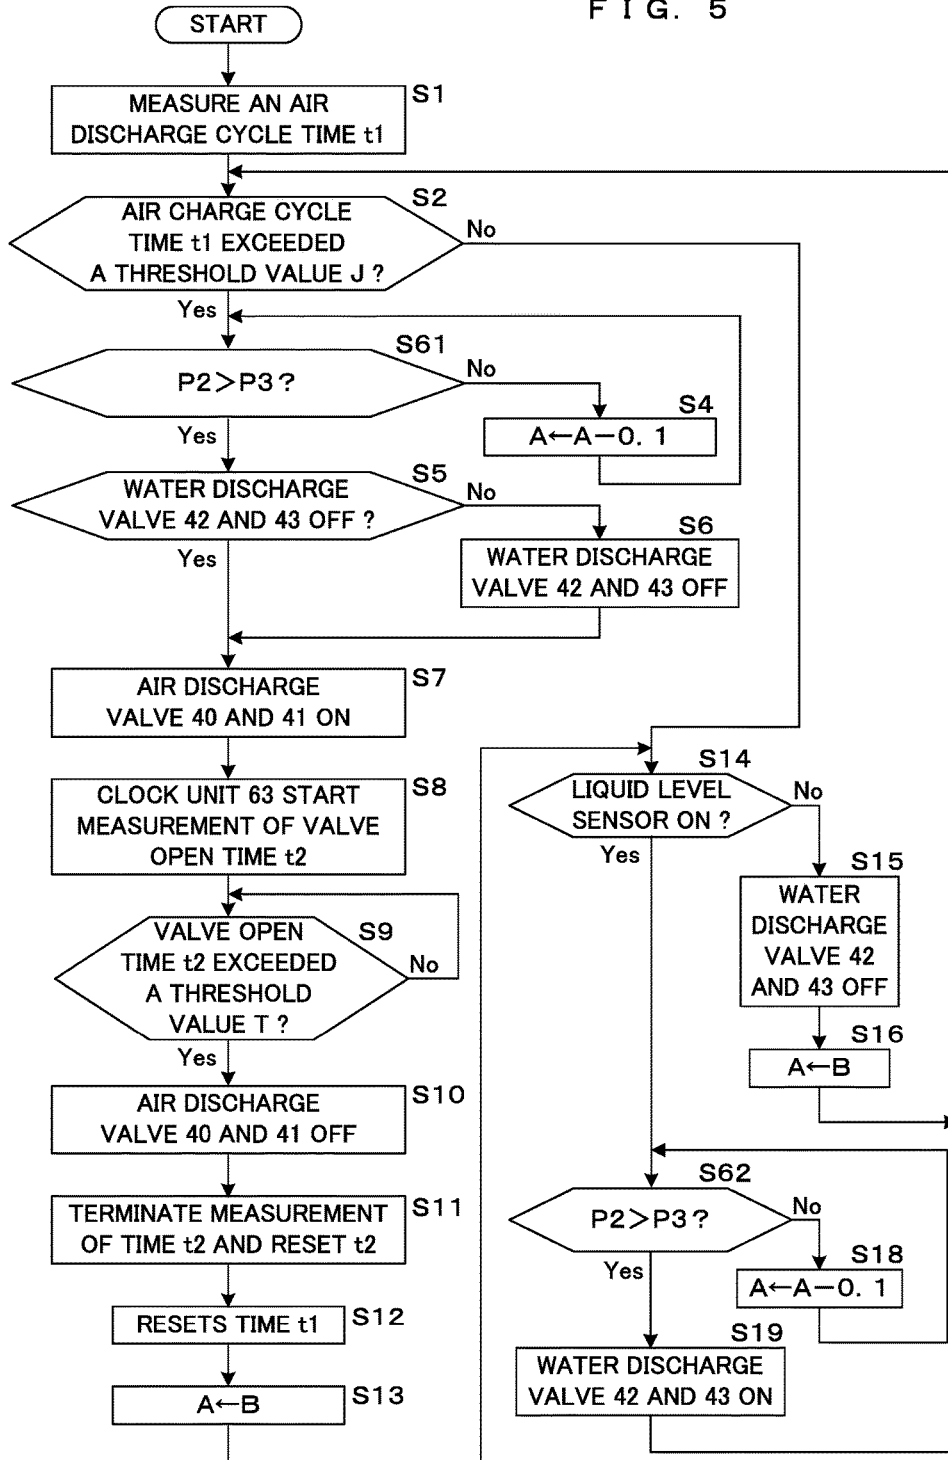 FIG. 5
START
S1
MEASURE AN AIR
DISCHARGE CYCLE TIME t1
S2
AIR CHARGE CYCLE
TIME t1 EXCEEDED
A THRESHOLD VALUE J ?
No
Yes
S61
P2>P3?
No
Yes
S4
A←A−0. 1
S5
WATER DISCHARGE
VALVE 42 AND 43 OFF ?
No
Yes
S6
WATER DISCHARGE
VALVE 42 AND 43 OFF
S7
AIR DISCHARGE
VALVE 40 AND 41 ON
S8
CLOCK UNIT 63 START
MEASUREMENT OF VALVE
OPEN TIME t2
S9
VALVE OPEN
TIME t2 EXCEEDED
A THRESHOLD
VALUE T ?
No
Yes
S10
AIR DISCHARGE
VALVE 40 AND 41 OFF
S11
TERMINATE MEASUREMENT
OF TIME t2 AND RESET t2
S12
RESETS TIME t1
S13
A←B
S14
LIQUID LEVEL
SENSOR ON ?
No
Yes
S15
WATER
DISCHARGE
VALVE 42
AND 43 OFF
S16
A←B
S62
P2>P3?
No
Yes
S18
A←A−0. 1
S19
WATER DISCHARGE
VALVE 42 AND 43 ON